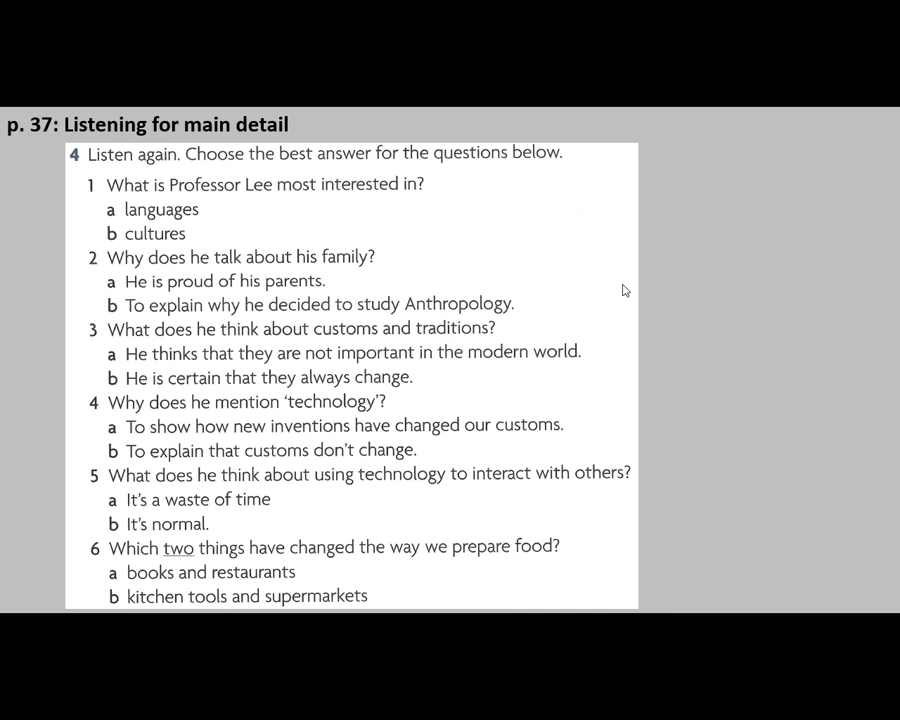 p. 37: Listening for main detail
4 Listen again. Choose the best answer for the questions below.
1 What is Professor Lee most interested in?
a languages
b cultures
2 Why does he talk about his family?
a He is proud of his parents.
b To explain why he decided to study Anthropology.
3 What does he think about customs and traditions?
a He thinks that they are not important in the modern world.
b He is certain that they always change.
4 Why does he mention ‘technology’?
a To show how new inventions have changed our customs.
b To explain that customs don’t change.
5 What does he think about using technology to interact with others?
a It’s a waste of time
b It’s normal.
6 Which two things have changed the way we prepare food?
a books and restaurants
b kitchen tools and supermarkets